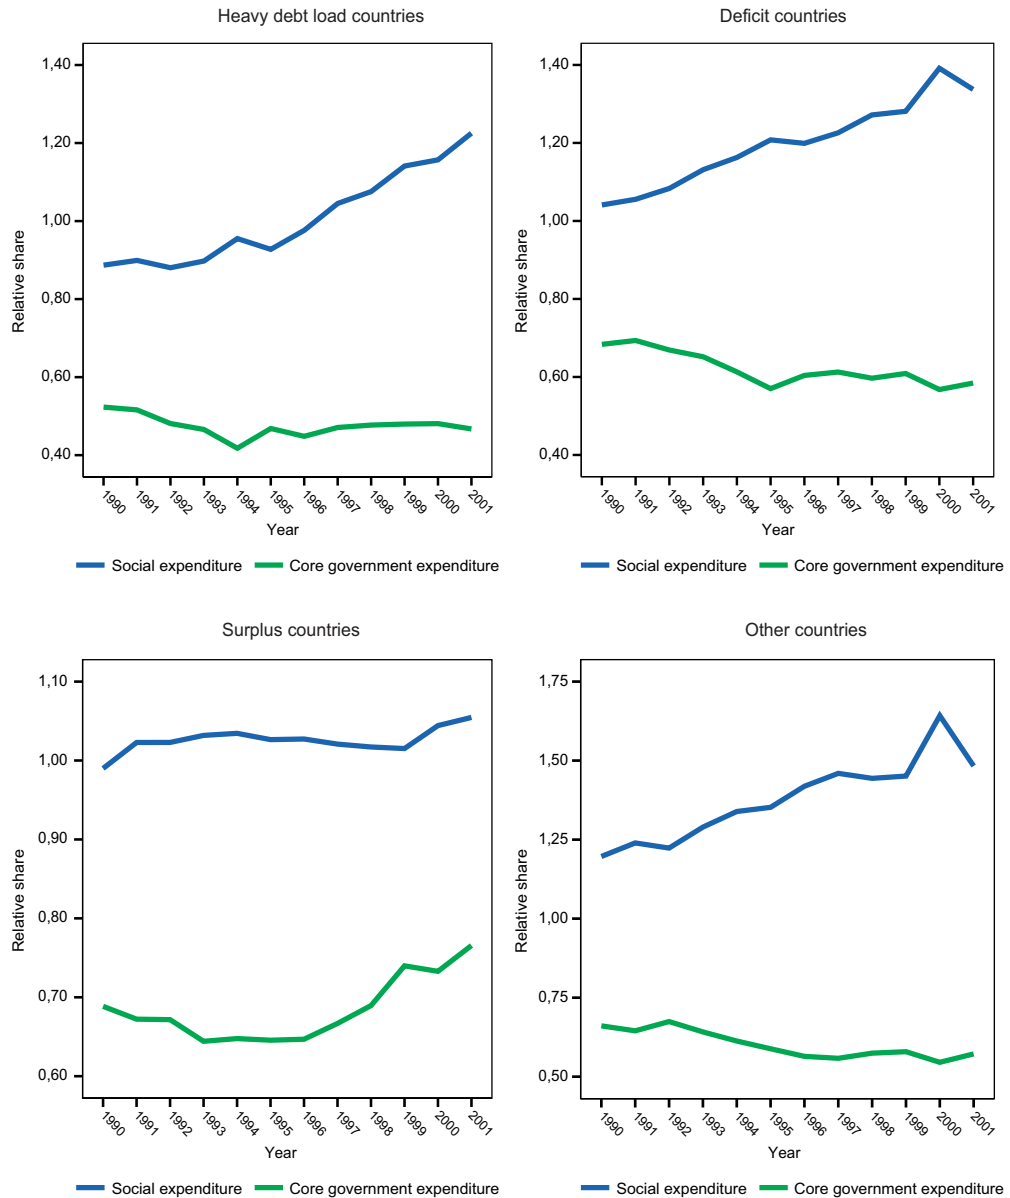 Heavy debt load countries
1,40
1,20
1,00
0,80
0,60
0,40
Relative share
1990 1991 1992 1993 1994 1995 1996 1997 1998 1999 2000 2001
Year
Social expenditure Core government expenditure
Deficit countries
1,40
1,20
1,00
0,80
0,60
0,40
Relative share
1990 1991 1992 1993 1994 1995 1996 1997 1998 1999 2000 2001
Year
Social expenditure Core government expenditure
Surplus countries
1,10
1,00
0,90
0,80
0,70
0,60
Relative share
1990 1991 1992 1993 1994 1995 1996 1997 1998 1999 2000 2001
Year
Social expenditure Core government expenditure
Other countries
1,75
1,50
1,25
1,00
0,75
0,50
Relative share
1990 1991 1992 1993 1994 1995 1996 1997 1998 1999 2000 2001
Year
Social expenditure Core government expenditure